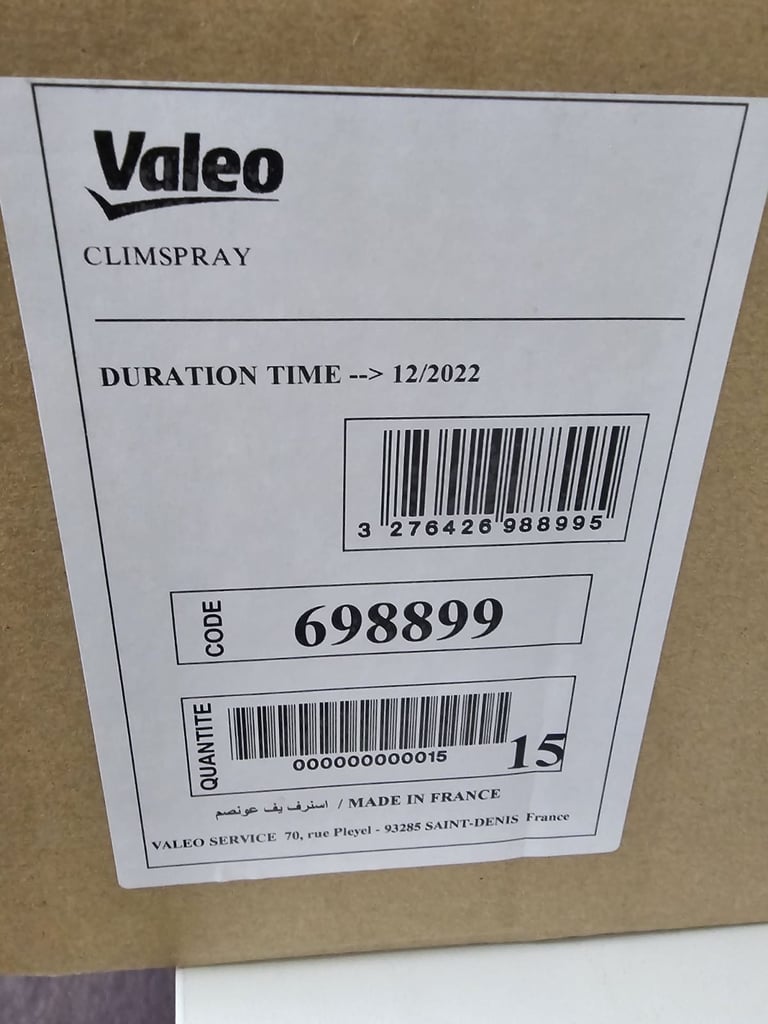 Valeo
CLIMSPRAY
DURATION TIME --> 12/2022
3 276426 988995
CODE 698899
QUANTITE 000000000015 15
اسنرف يف عونصم / MADE IN FRANCE
VALEO SERVICE 70, rue Pleyel - 93285 SAINT-DENIS France